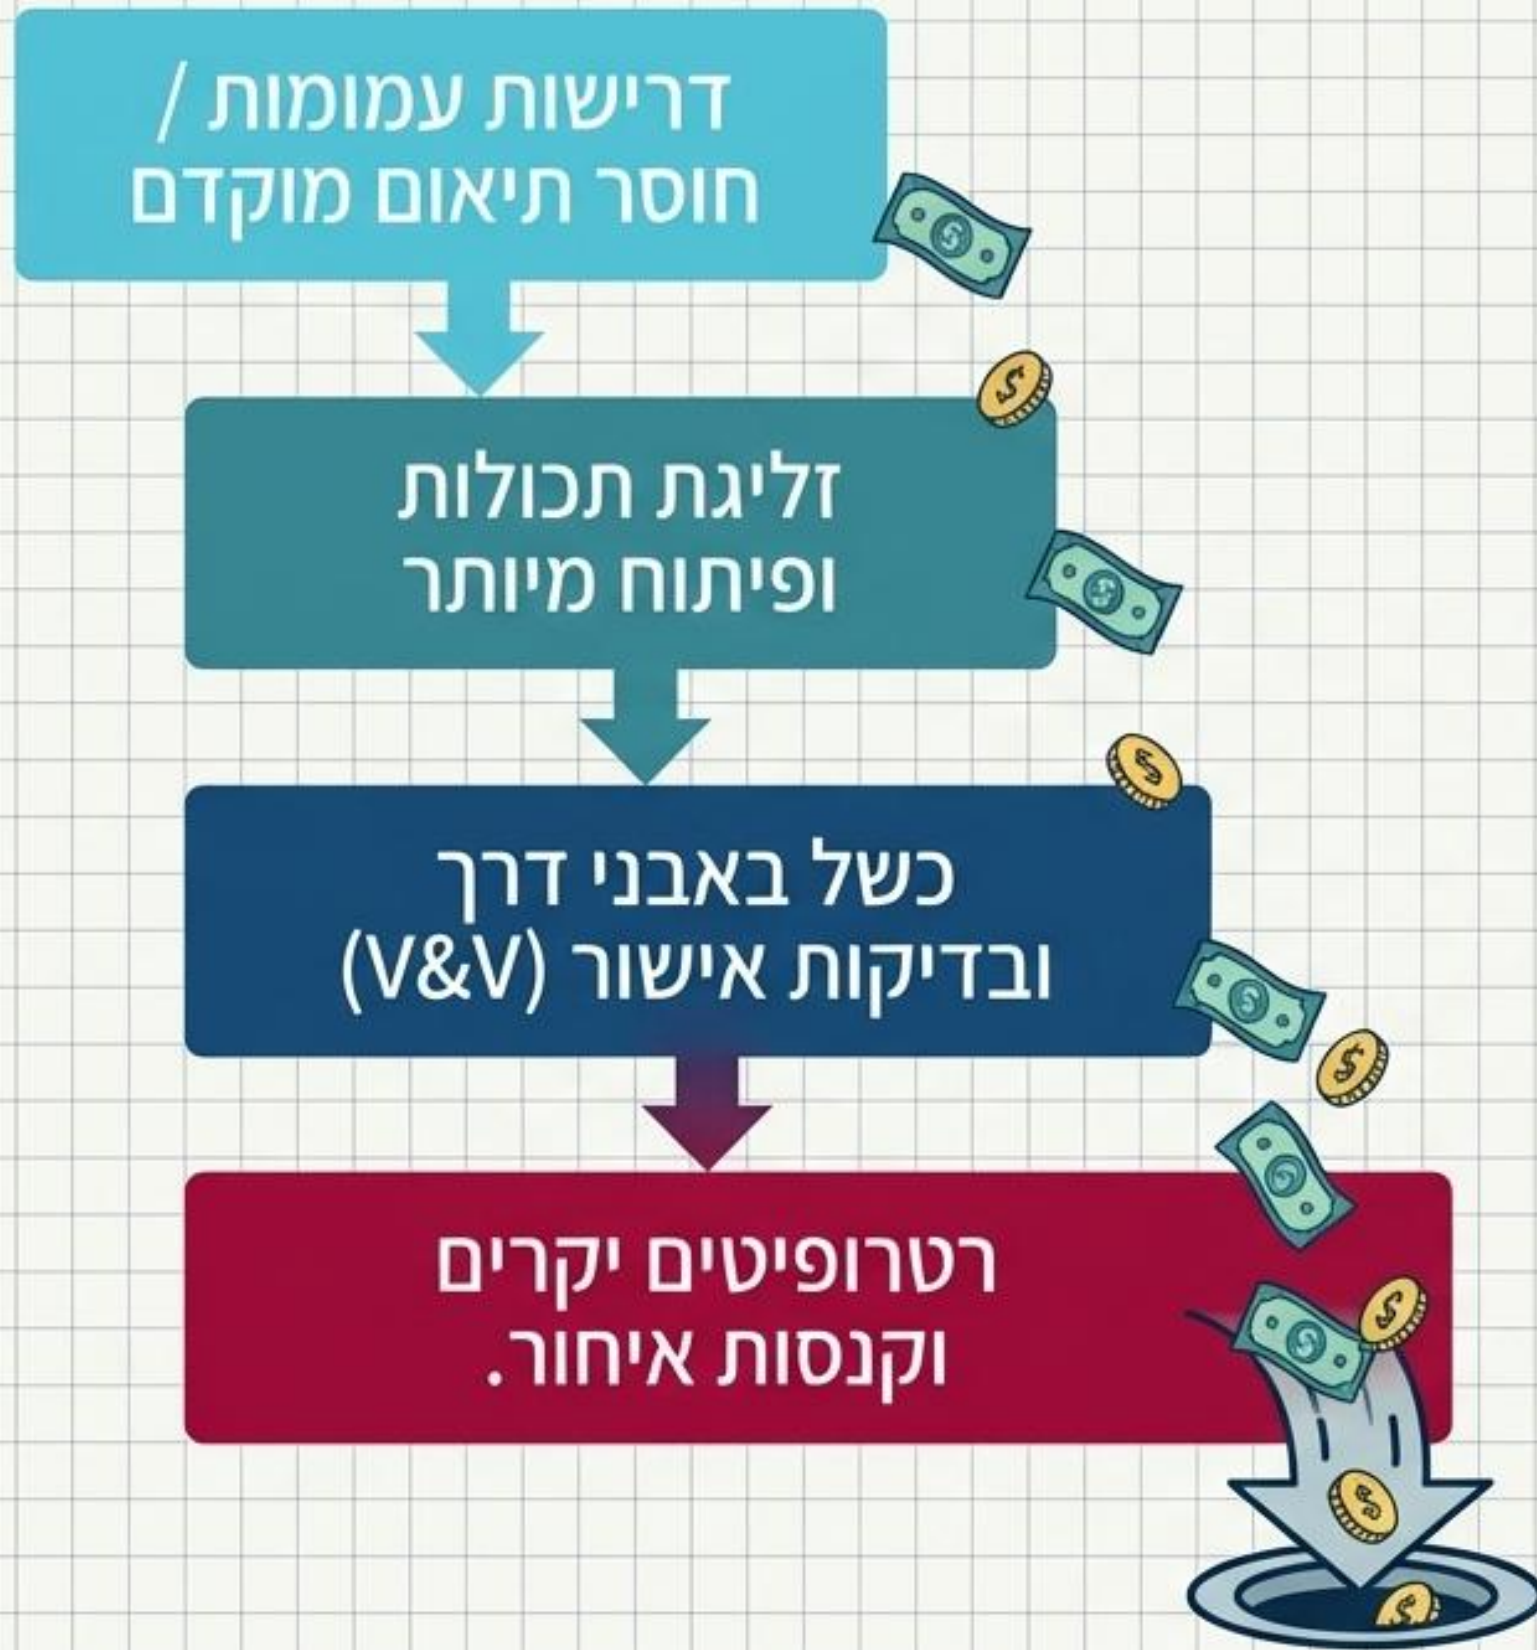 דרישות עמומות /
חוסר תיאום מוקדם
זליגת תכולות
ופיתוח מיותר
כשל באבני דרך
ובדיקות אישור (V&V)
רטרופיטים יקרים
וקנסות איחור.